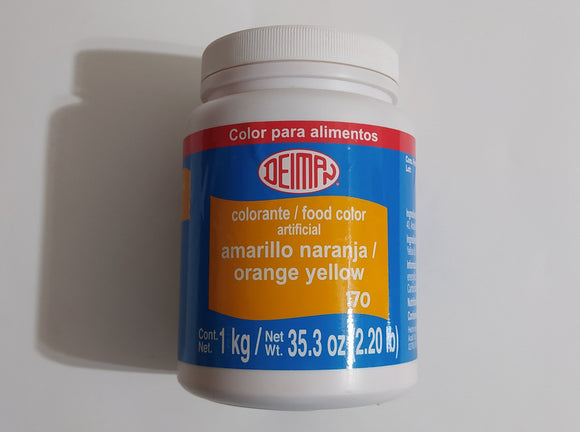 Color para alimentos
DEIMAN
colorante / food color
artificial
amarillo naranja /
orange yellow
170
Cont. Net. 1 kg / Net Wt. 35.3 oz (2.20 lb)